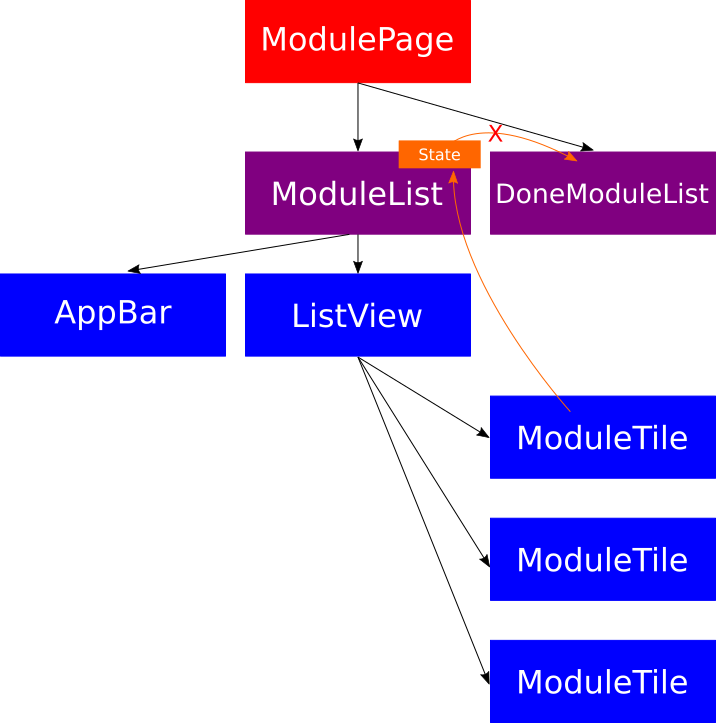 ModulePage
X
State
ModuleList
DoneModuleList
AppBar
ListView
ModuleTile
ModuleTile
ModuleTile